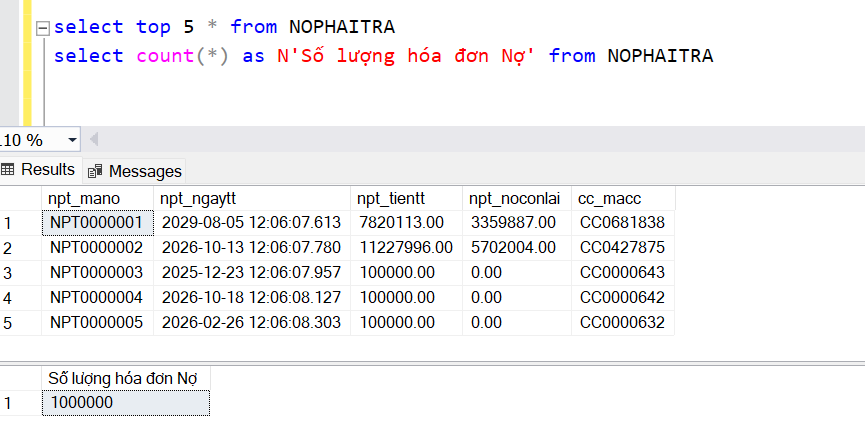 select top 5 * from NOPHAITRA
select count(*) as N'Số lượng hóa đơn Nợ' from NOPHAITRA
110 %
Results Messages
npt_mano npt_ngaytt npt_tientt npt_noconlai cc_macc
1 NPT0000001 2029-08-05 12:06:07.613 7820113.00 3359887.00 CC0681838
2 NPT0000002 2026-10-13 12:06:07.780 11227996.00 5702004.00 CC0427875
3 NPT0000003 2025-12-23 12:06:07.957 100000.00 0.00 CC0000643
4 NPT0000004 2026-10-18 12:06:08.127 100000.00 0.00 CC0000642
5 NPT0000005 2026-02-26 12:06:08.303 100000.00 0.00 CC0000632
Số lượng hóa đơn Nợ
1 1000000